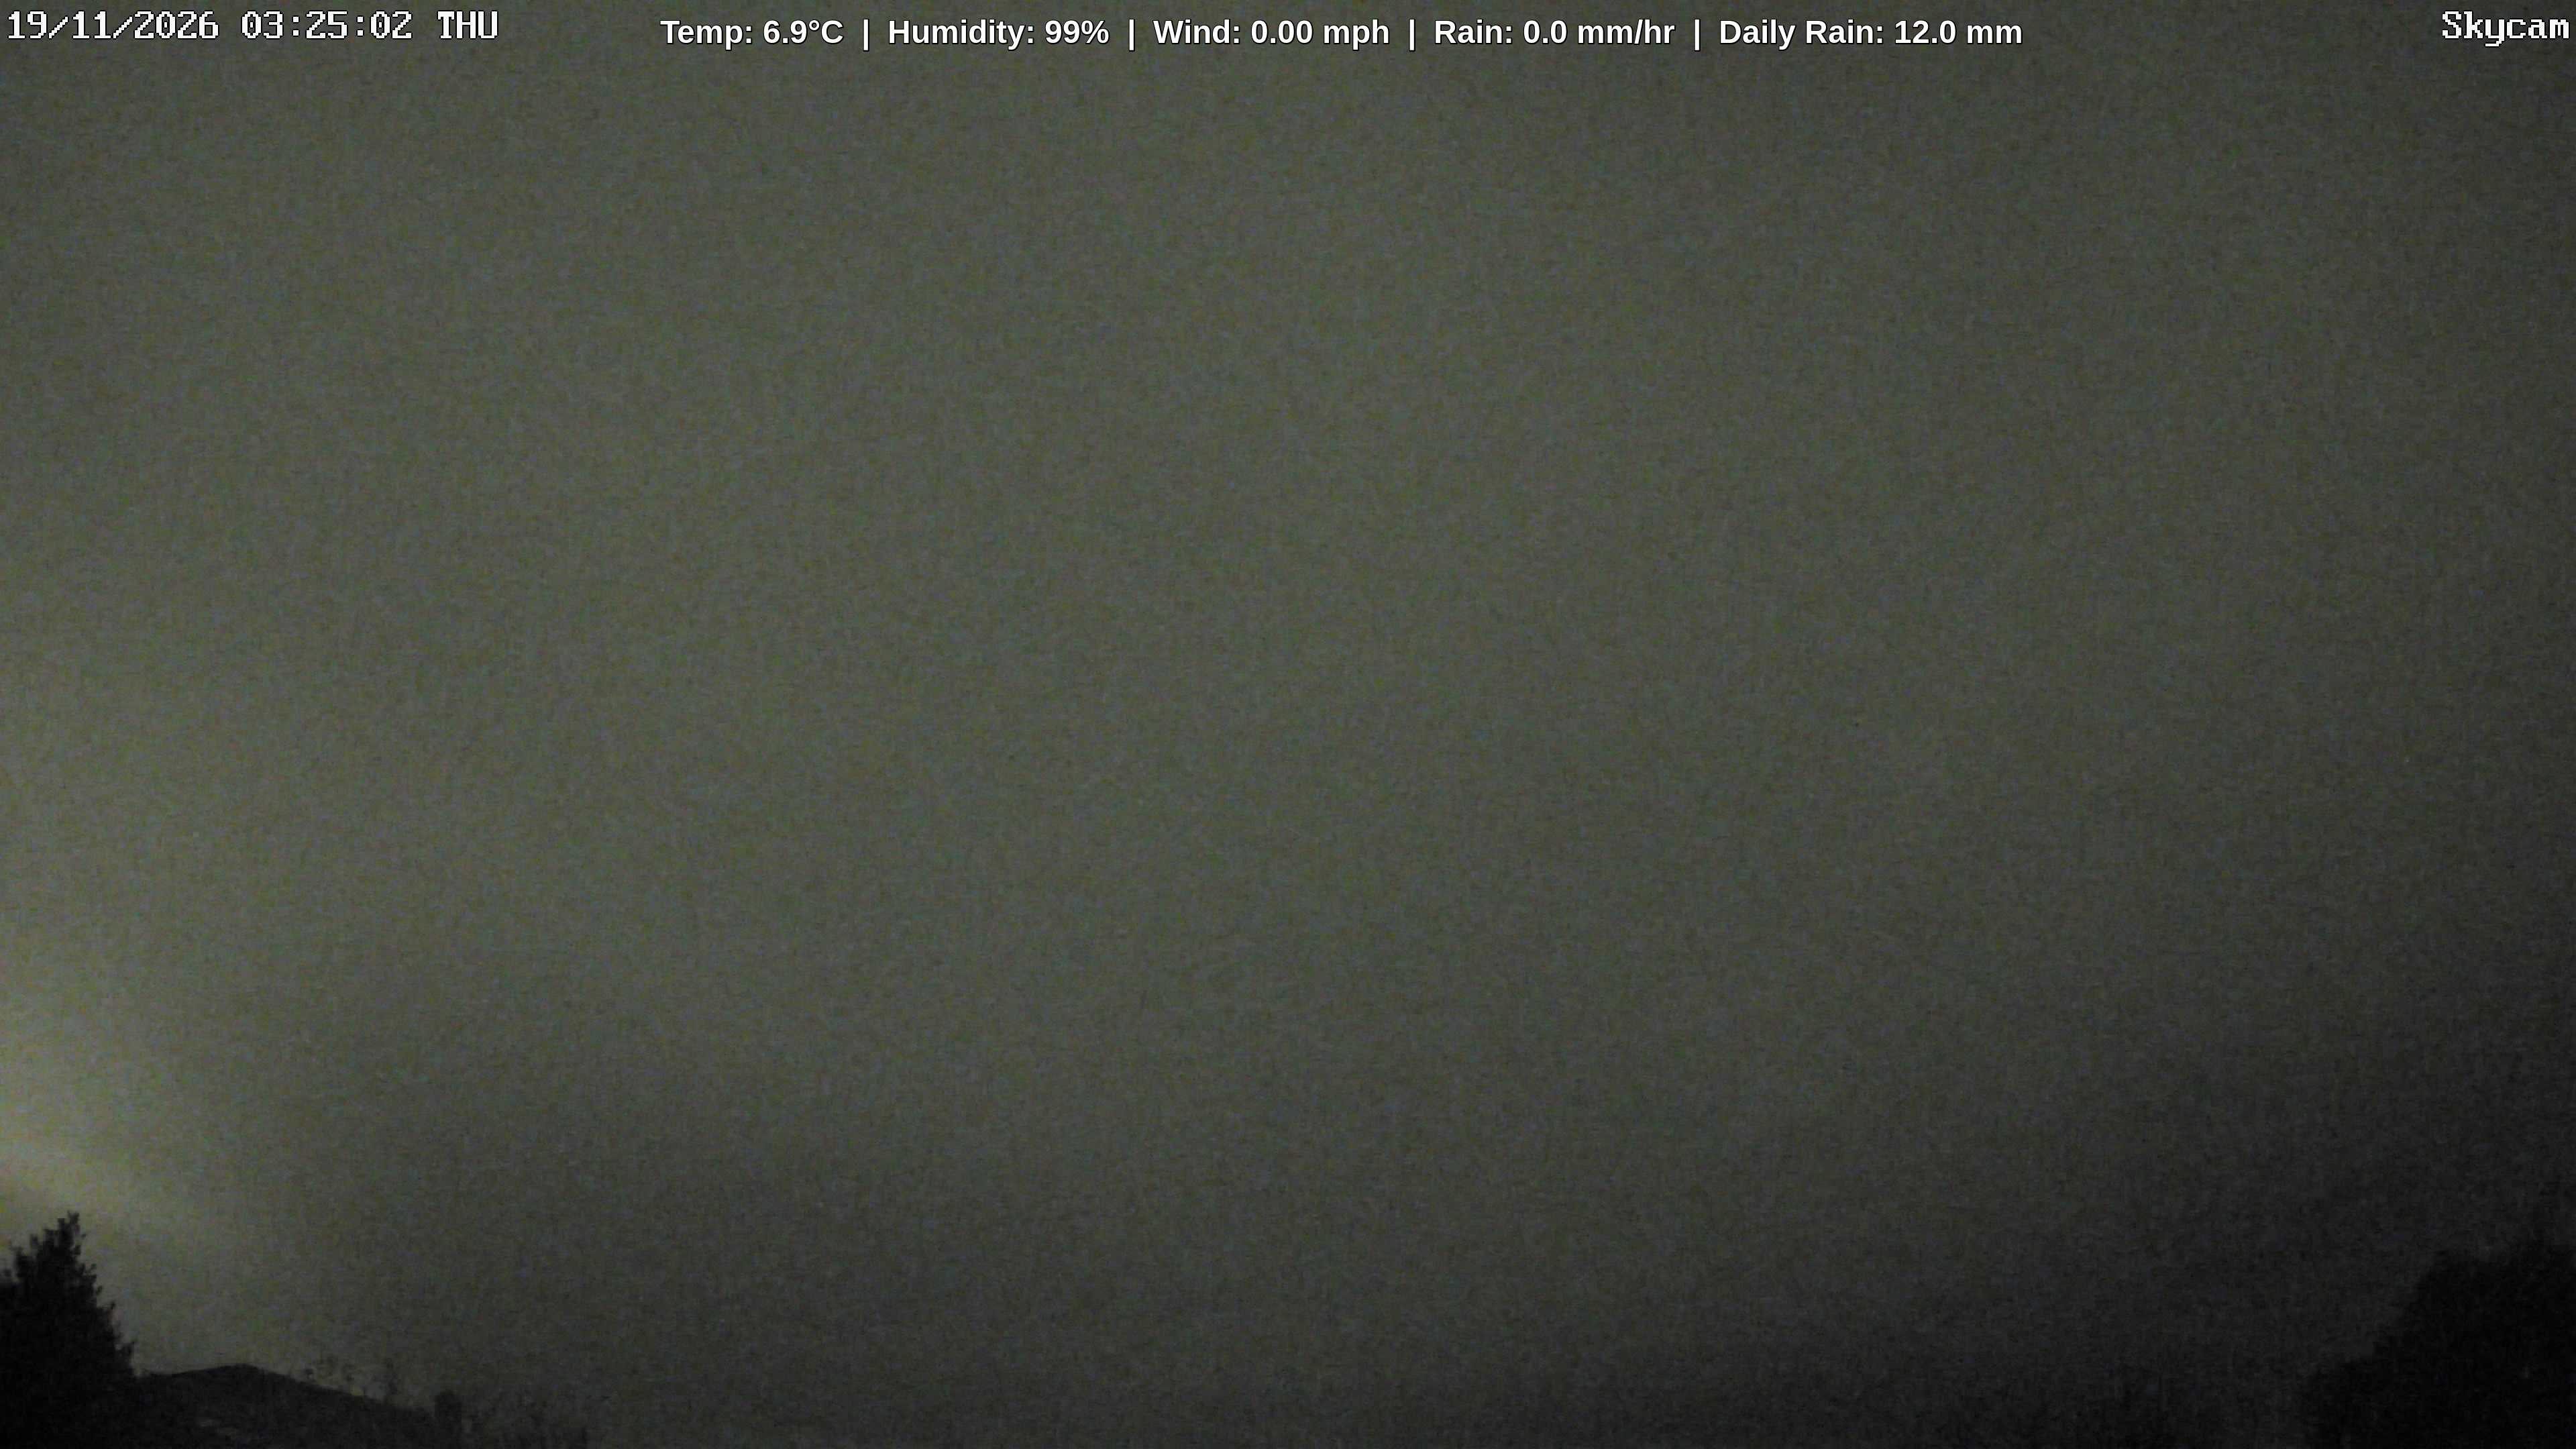 19/11/2026 03:25:02 THU
Temp: 6.9°C | Humidity: 99% | Wind: 0.00 mph | Rain: 0.0 mm/hr | Daily Rain: 12.0 mm
Skycam